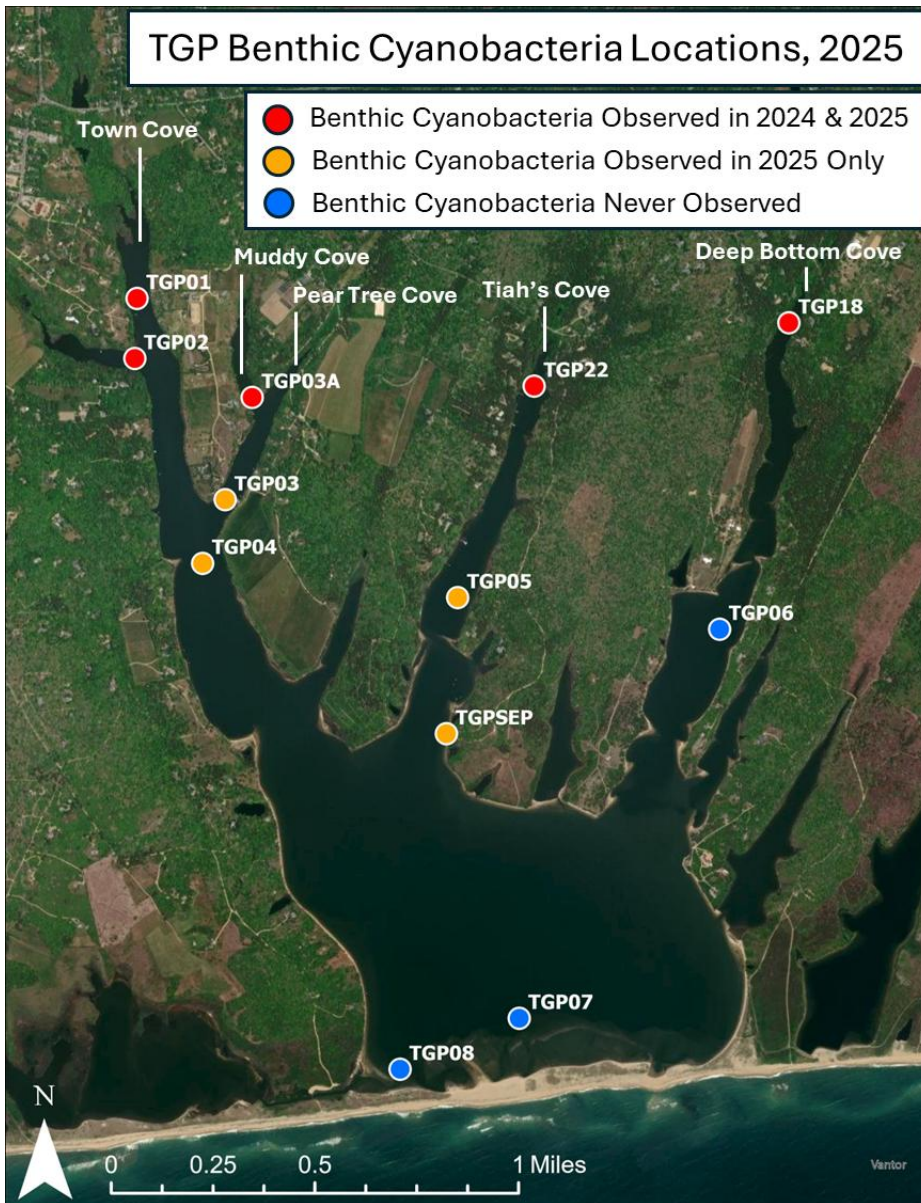 TGP Benthic Cyanobacteria Locations, 2025
Benthic Cyanobacteria Observed in 2024 & 2025
Benthic Cyanobacteria Observed in 2025 Only
Benthic Cyanobacteria Never Observed
Town Cove
Muddy Cove
Pear Tree Cove
Tiah's Cove
Deep Bottom Cove
TGP01
TGP18
TGP02
TGP03A
TGP22
TGP03
TGP04
TGP05
TGP06
TGPSEP
TGP07
TGP08
N
0 0.25 0.5 1 Miles
Vantor